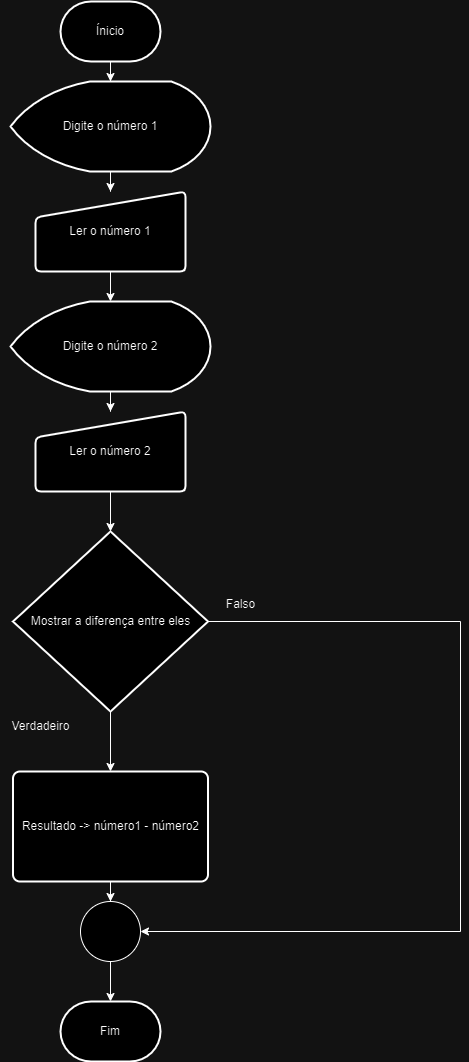 Ínicio
Digite o número 1
Ler o número 1
Digite o número 2
Ler o número 2
Mostrar a diferença entre eles
Falso
Verdadeiro
Resultado -> número1 - número2
Fim